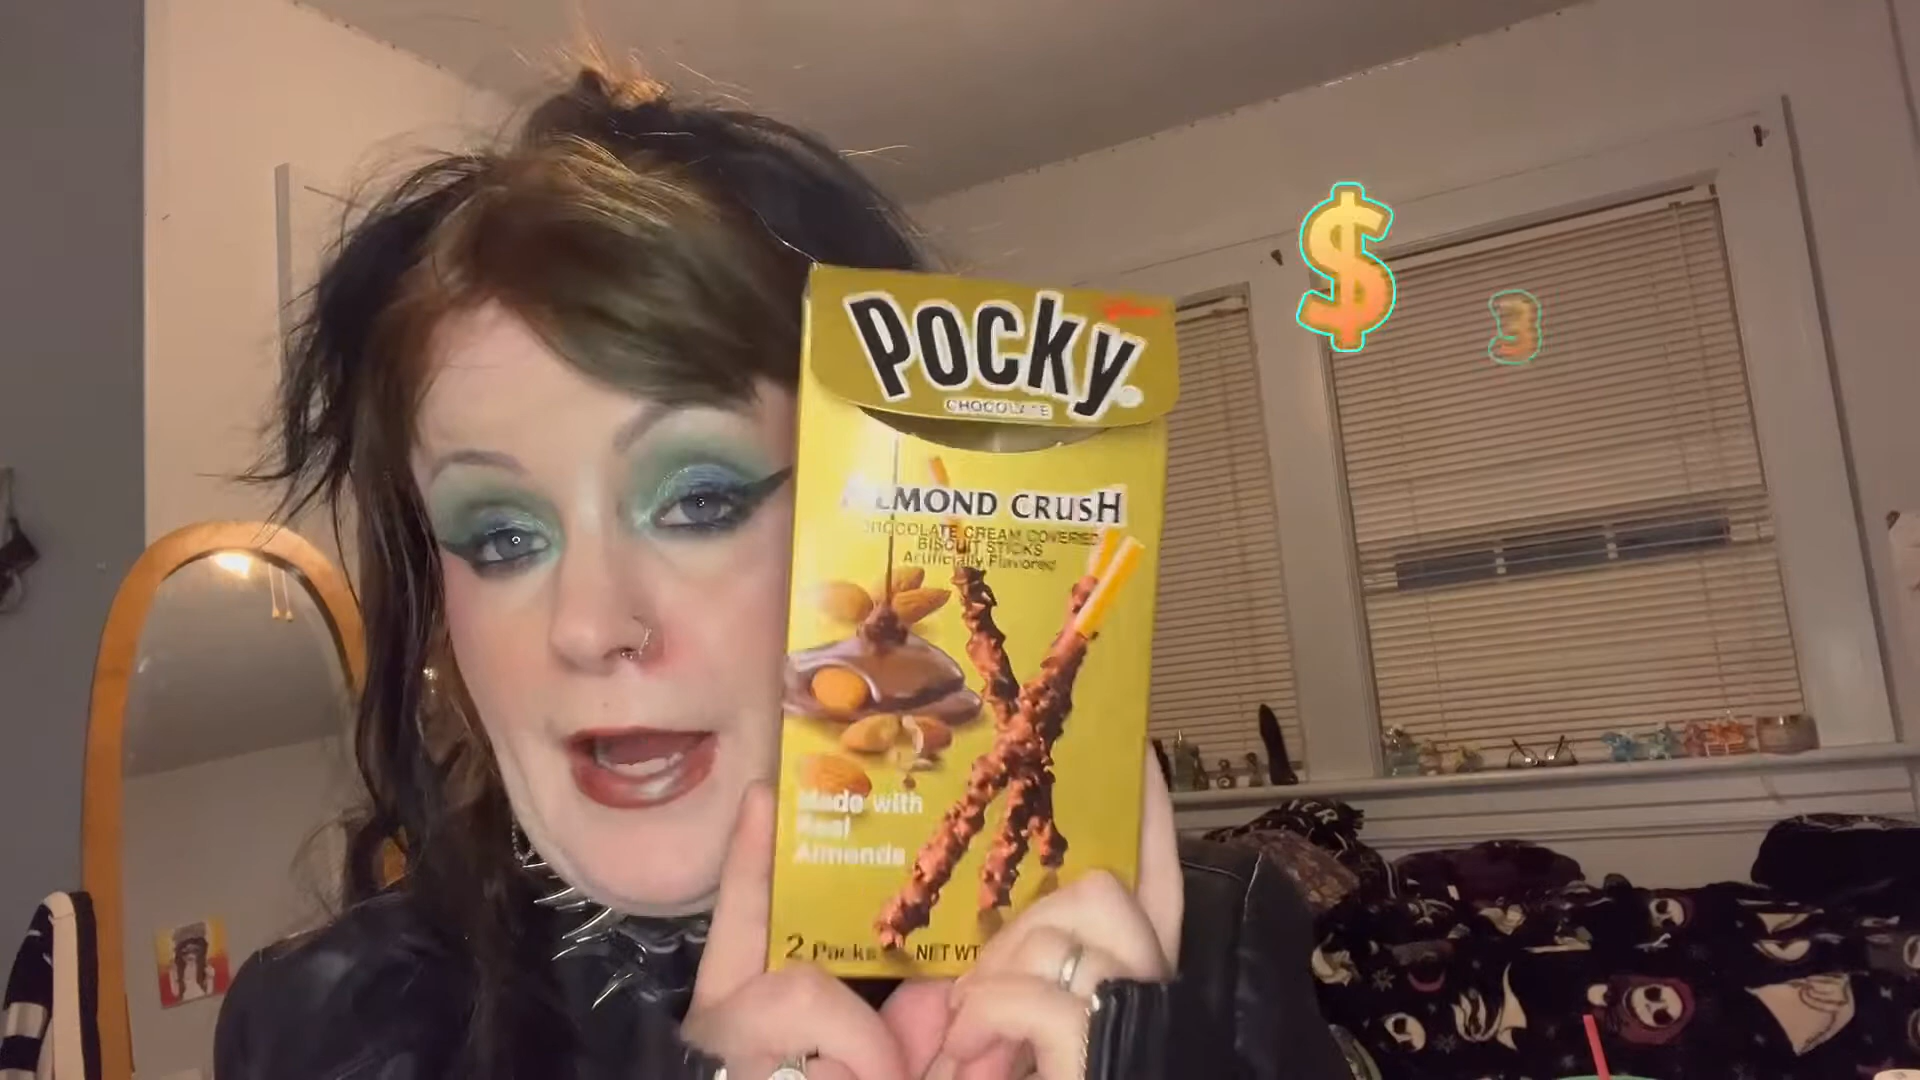 $ 3
Pocky
CHOCOLATE
ALMOND CRUSH
CHOCOLATE CREAM COVERED
BISCUIT STICKS
Artificially Flavored
Made with
Real
Almonds
2 Packs NET WT